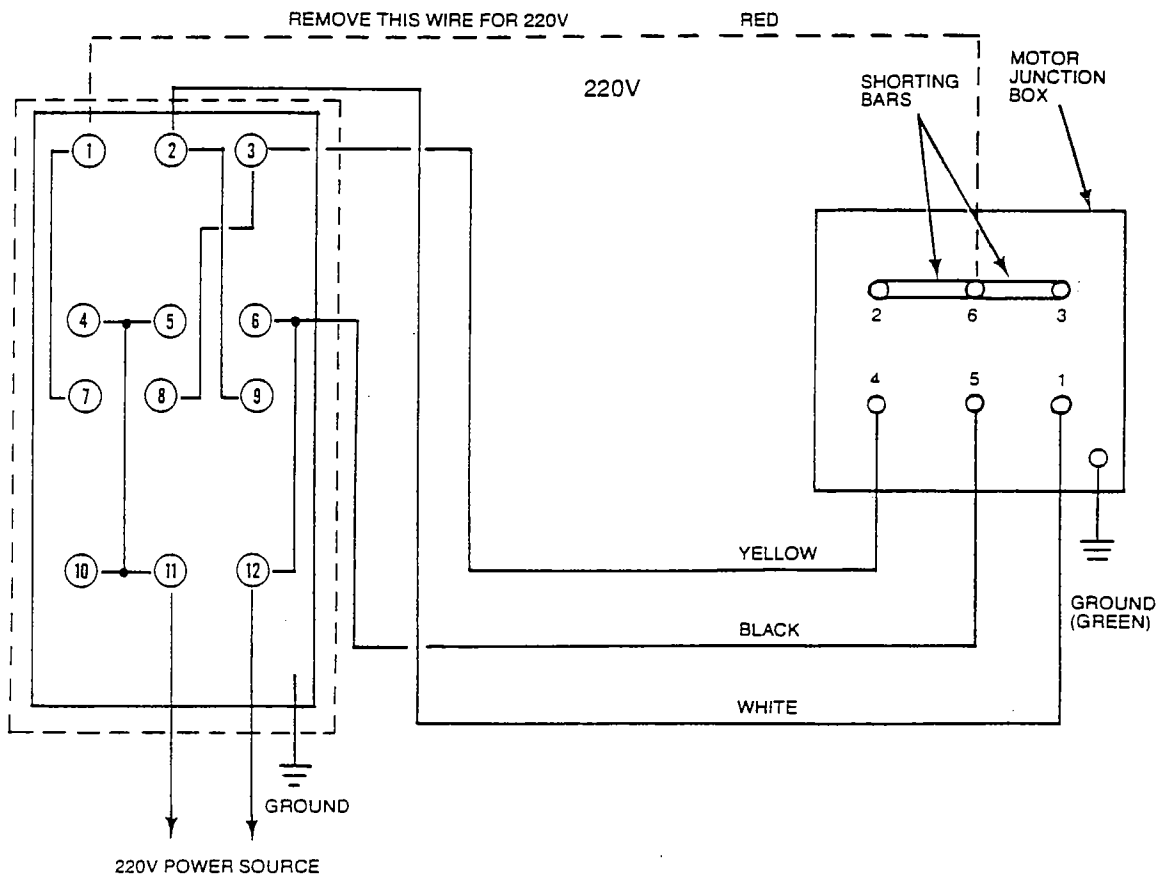 REMOVE THIS WIRE FOR 220V RED
220V
SHORTING
BARS
MOTOR
JUNCTION
BOX
1 2 3
4 5 6
7 8 9
10 11 12
2 6 3
4 5 1
YELLOW
BLACK
WHITE
GROUND
(GREEN)
GROUND
220V POWER SOURCE